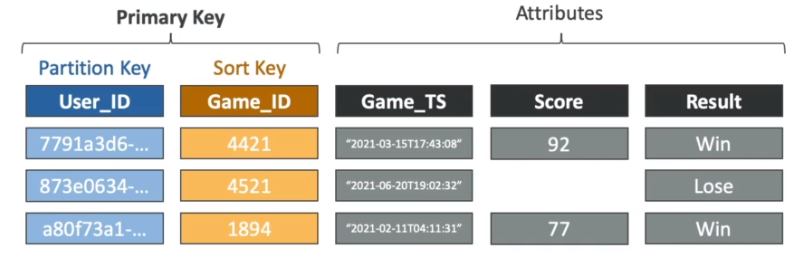 Primary Key Attributes
Partition Key Sort Key
User_ID Game_ID Game_TS Score Result
7791a3d6-... 4421 "2021-03-15T17:43:08" 92 Win
873e0634-... 4521 "2021-06-20T19:02:32" Lose
a80f73a1-... 1894 "2021-02-11T04:11:31" 77 Win